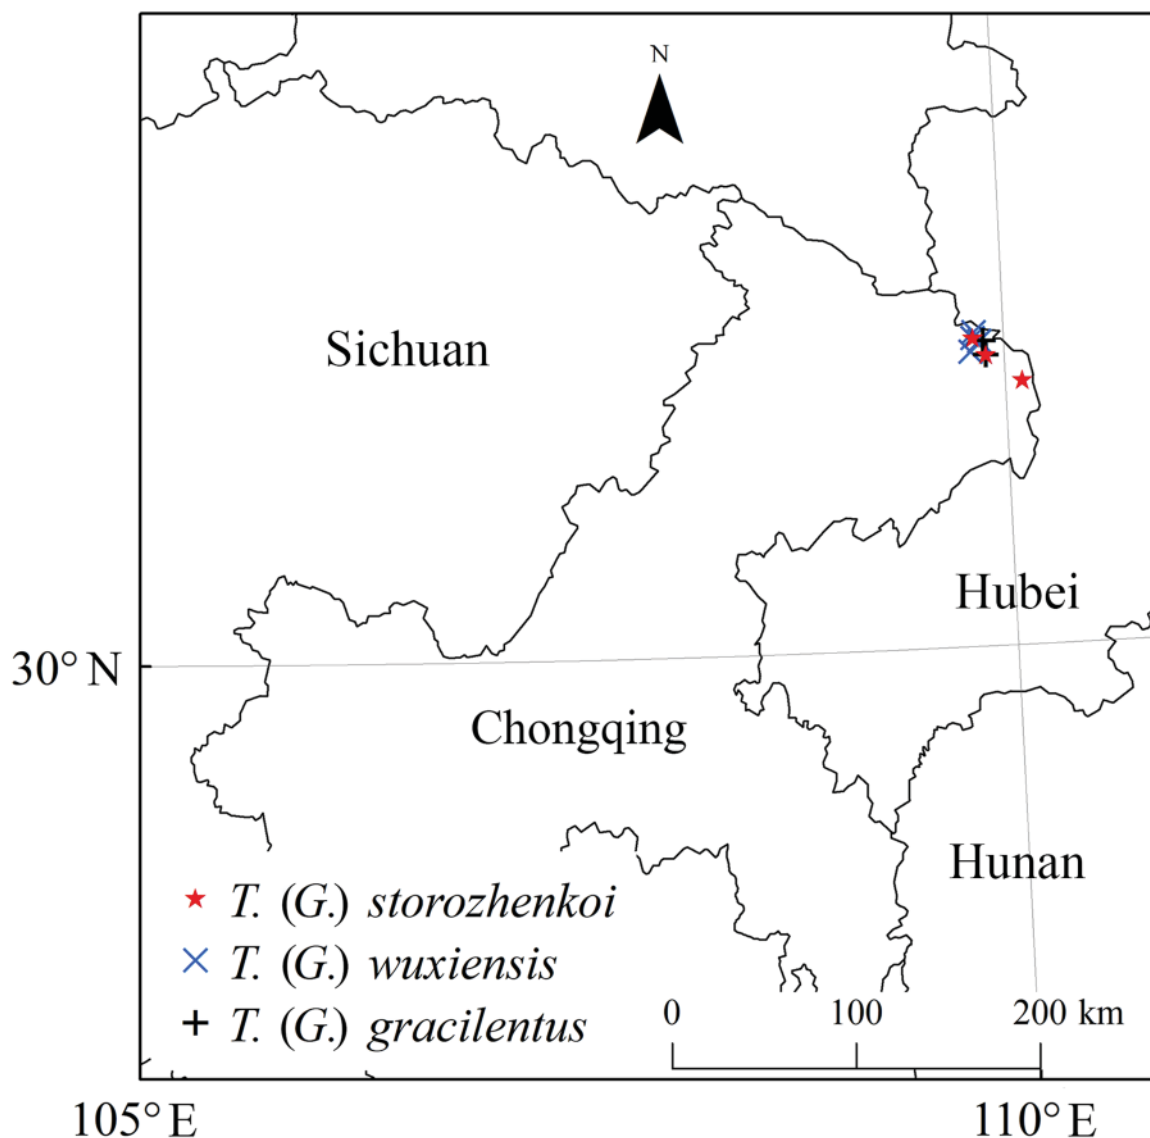 N
Sichuan
Hubei
30° N
Chongqing
Hunan
T. (G.) storozhenkoi
T. (G.) wuxiensis
T. (G.) gracilentus
0 100 200 km
105° E 110° E